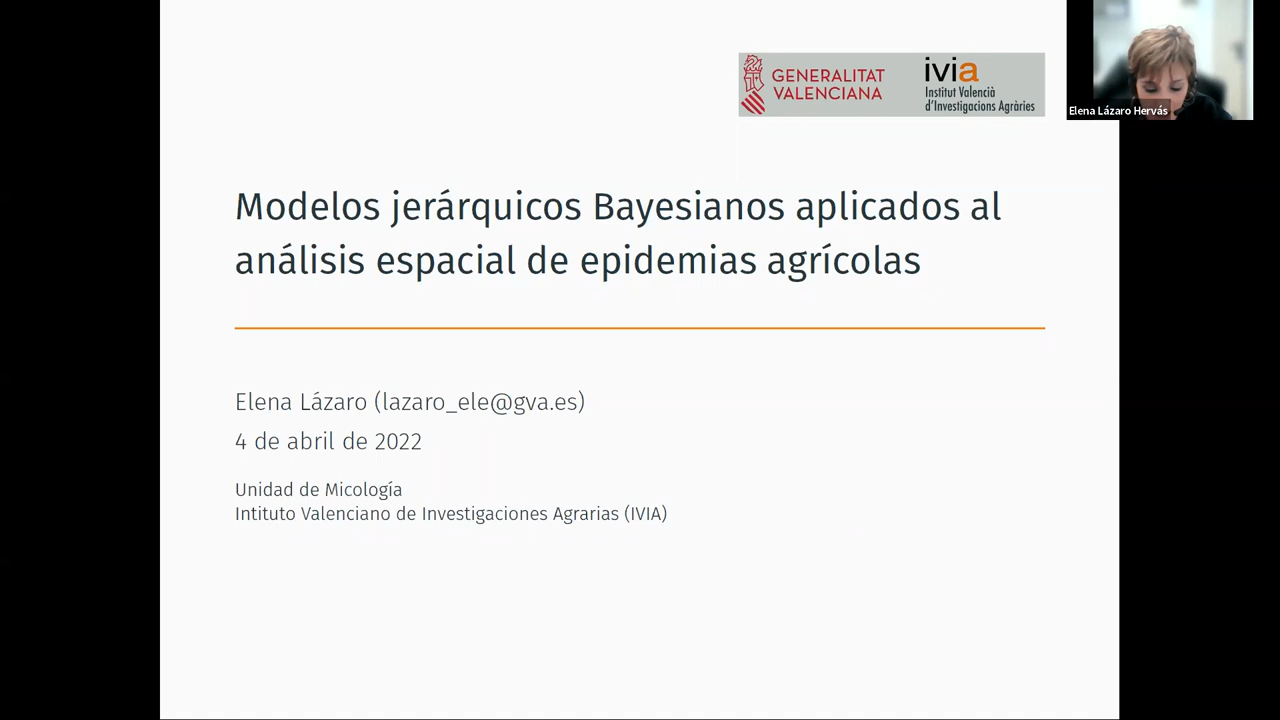 GENERALITAT
VALENCIANA
ivia
Institut Valencià
d'Investigacions Agràries
Elena Lázaro Hervás
Modelos jerárquicos Bayesianos aplicados al
análisis espacial de epidemias agrícolas
Elena Lázaro (lazaro_ele@gva.es)
4 de abril de 2022
Unidad de Micología
Intituto Valenciano de Investigaciones Agrarias (IVIA)